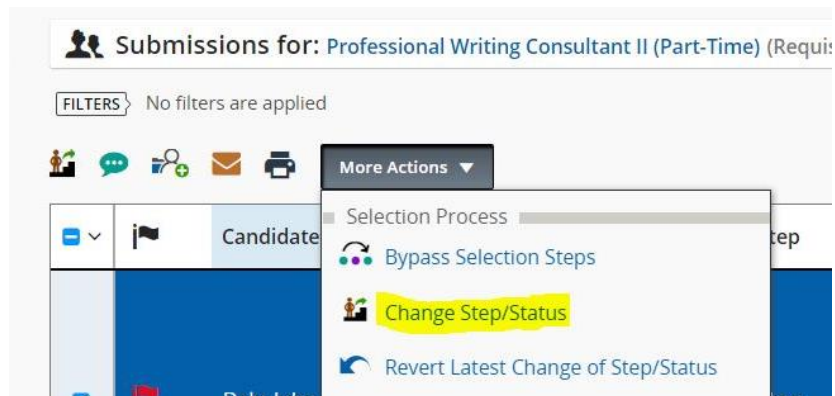 Submissions for: Professional Writing Consultant II (Part-Time) (Requis
FILTERS No filters are applied
More Actions
Selection Process
Candidate
tep
Bypass Selection Steps
Change Step/Status
Revert Latest Change of Step/Status